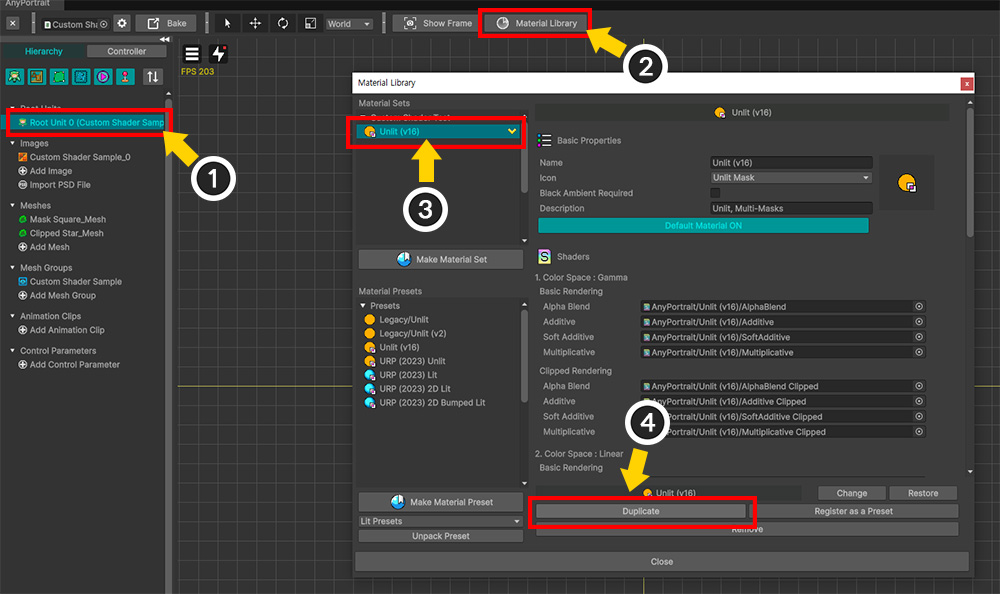 AnyPortrait
Custom Sha
Bake
World
Show Frame
Material Library
2
Hierarchy
Controller
FPS 203
Root Units
Root Unit 0 (Custom Shader Samp
1
Images
Custom Shader Sample_0
Add Image
Import PSD File
Meshes
Mask Square_Mesh
Clipped Star_Mesh
Add Mesh
Mesh Groups
Custom Shader Sample
Add Mesh Group
Animation Clips
Add Animation Clip
Control Parameters
Add Control Parameter
Material Library
Material Sets
Custom Shader Test
Unlit (v16)
3
Make Material Set
Material Presets
Presets
Legacy/Unlit
Legacy/Unlit (v2)
Unlit (v16)
URP (2023) Unlit
URP (2023) Lit
URP (2023) 2D Lit
URP (2023) 2D Bumped Lit
Make Material Preset
Lit Presets
Unpack Preset
Unlit (v16)
Basic Properties
Name Unlit (v16)
Icon Unlit Mask
Black Ambient Required
Description Unlit, Multi-Masks
Default Material ON
Shaders
1. Color Space : Gamma
Basic Rendering
Alpha Blend AnyPortrait/Unlit (v16)/AlphaBlend
Additive AnyPortrait/Unlit (v16)/Additive
Soft Additive AnyPortrait/Unlit (v16)/SoftAdditive
Multiplicative AnyPortrait/Unlit (v16)/Multiplicative
Clipped Rendering
Alpha Blend AnyPortrait/Unlit (v16)/AlphaBlend Clipped
Additive AnyPortrait/Unlit (v16)/Additive Clipped
Soft Additive Portrait/Unlit (v16)/SoftAdditive Clipped
Multiplicative Portrait/Unlit (v16)/Multiplicative Clipped
4
2. Color Space : Linear
Basic Rendering
Unlit (v16)
Change
Restore
Duplicate
Register as a Preset
Remove
Close